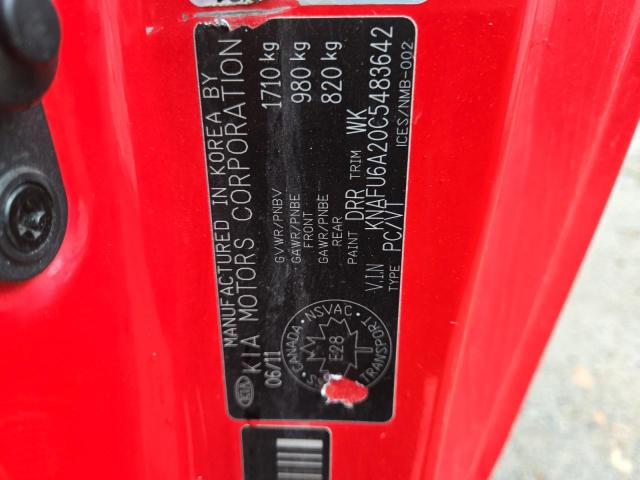 MANUFACTURED IN KOREA BY
KIA KIA MOTORS CORPORATION
06/11
GVWR/PNBV 1710 kg
GAWR/PNBE FRONT 980 kg
GAWR/PNBE REAR 820 kg
PAINT DRR TRIM WK
V.I.N KNAFU6A20C5483642
TYPE PC/VT
ICES/NMB-002
CANADA NSVAC TRANSPORT
E28